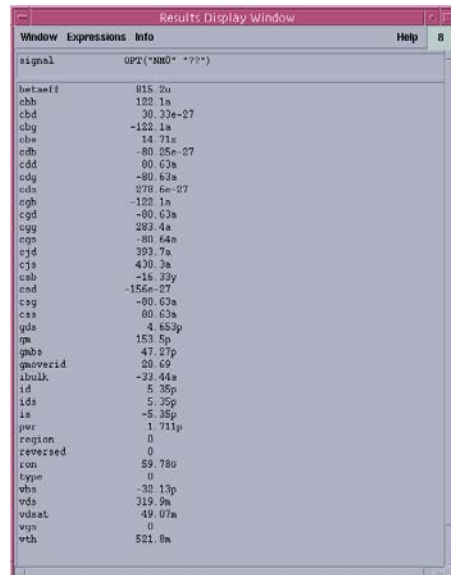 Results Display Window
Window Expressions Info Help 8
signal OPT("NM0" "??")
betaeff 815.2u
cbb 122.1a
cbd 38.33e-27
cbg -122.1a
cbs 14.71z
cdb -80.25e-27
cdd 80.63a
cdg -80.63a
cds 278.6e-27
cgb -122.1a
cgd -80.63a
cgg 283.4a
cgs -80.64a
cjd 393.7a
cjs 430.3a
csb -16.33y
csd -156e-27
csg -80.63a
css 80.63a
gds 4.653p
gm 153.5p
gmbs 47.27p
gmoverid 28.69
ibulk -33.44a
id 5.35p
ids 5.35p
is -5.35p
pwr 1.711p
region 0
reversed 0
ron 59.78G
type 0
vbs -32.13p
vds 319.9m
vdsat 49.07m
vgs 0
vth 521.8m